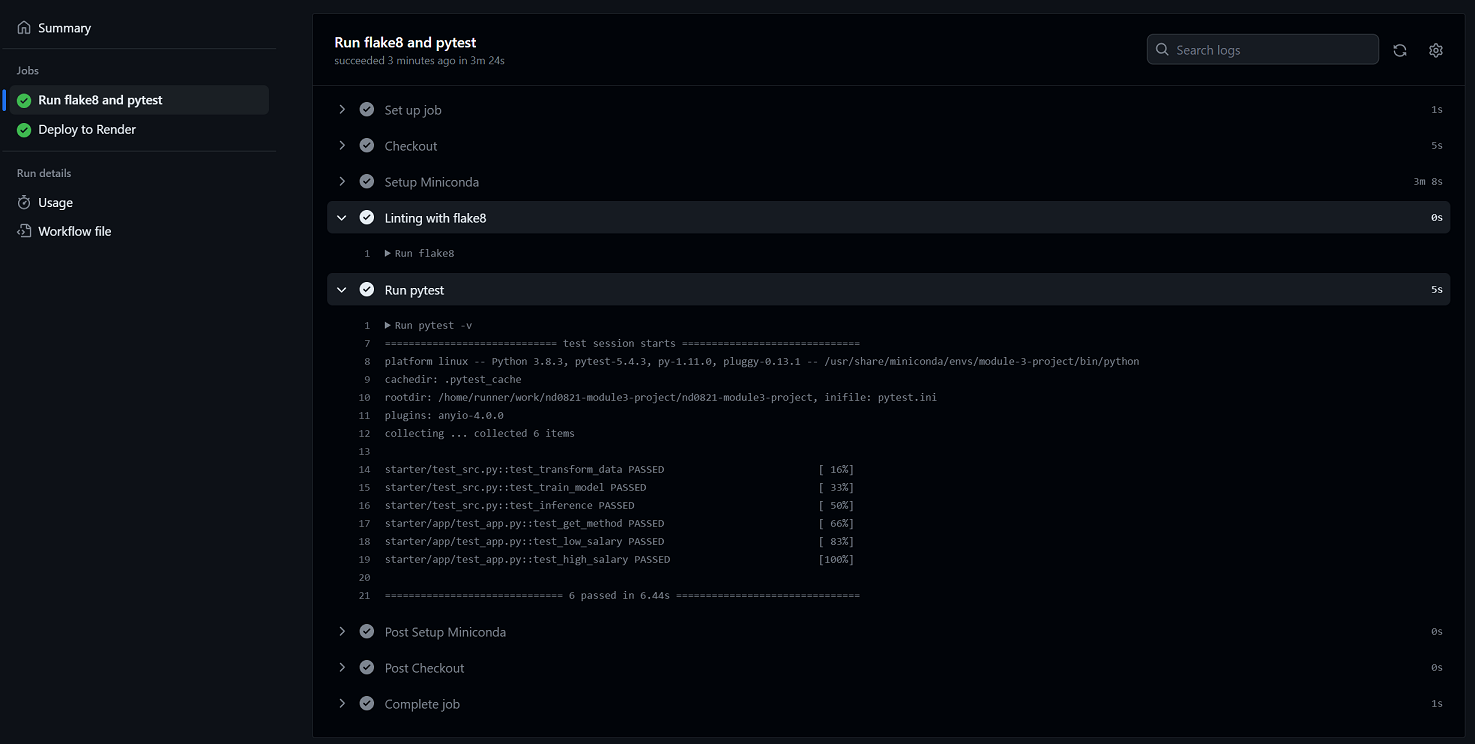 Summary
Jobs
Run flake8 and pytest
Deploy to Render
Run details
Usage
Workflow file
Run flake8 and pytest
succeeded 3 minutes ago in 3m 24s
Search logs
Set up job 1s
Checkout 5s
Setup Miniconda 3m 8s
Linting with flake8 0s
1 Run flake8
Run pytest 5s
1 Run pytest -v
7 ============================= test session starts ==============================
8 platform linux -- Python 3.8.3, pytest-5.4.3, py-1.11.0, pluggy-0.13.1 -- /usr/share/miniconda/envs/module-3-project/bin/python
9 cachedir: .pytest_cache
10 rootdir: /home/runner/work/nd0821-module3-project/nd0821-module3-project, inifile: pytest.ini
11 plugins: anyio-4.0.0
12 collecting ... collected 6 items
13
14 starter/test_src.py::test_transform_data PASSED [ 16%]
15 starter/test_src.py::test_train_model PASSED [ 33%]
16 starter/test_src.py::test_inference PASSED [ 50%]
17 starter/app/test_app.py::test_get_method PASSED [ 66%]
18 starter/app/test_app.py::test_low_salary PASSED [ 83%]
19 starter/app/test_app.py::test_high_salary PASSED [100%]
20
21 ============================== 6 passed in 6.44s ===============================
Post Setup Miniconda 0s
Post Checkout 0s
Complete job 1s